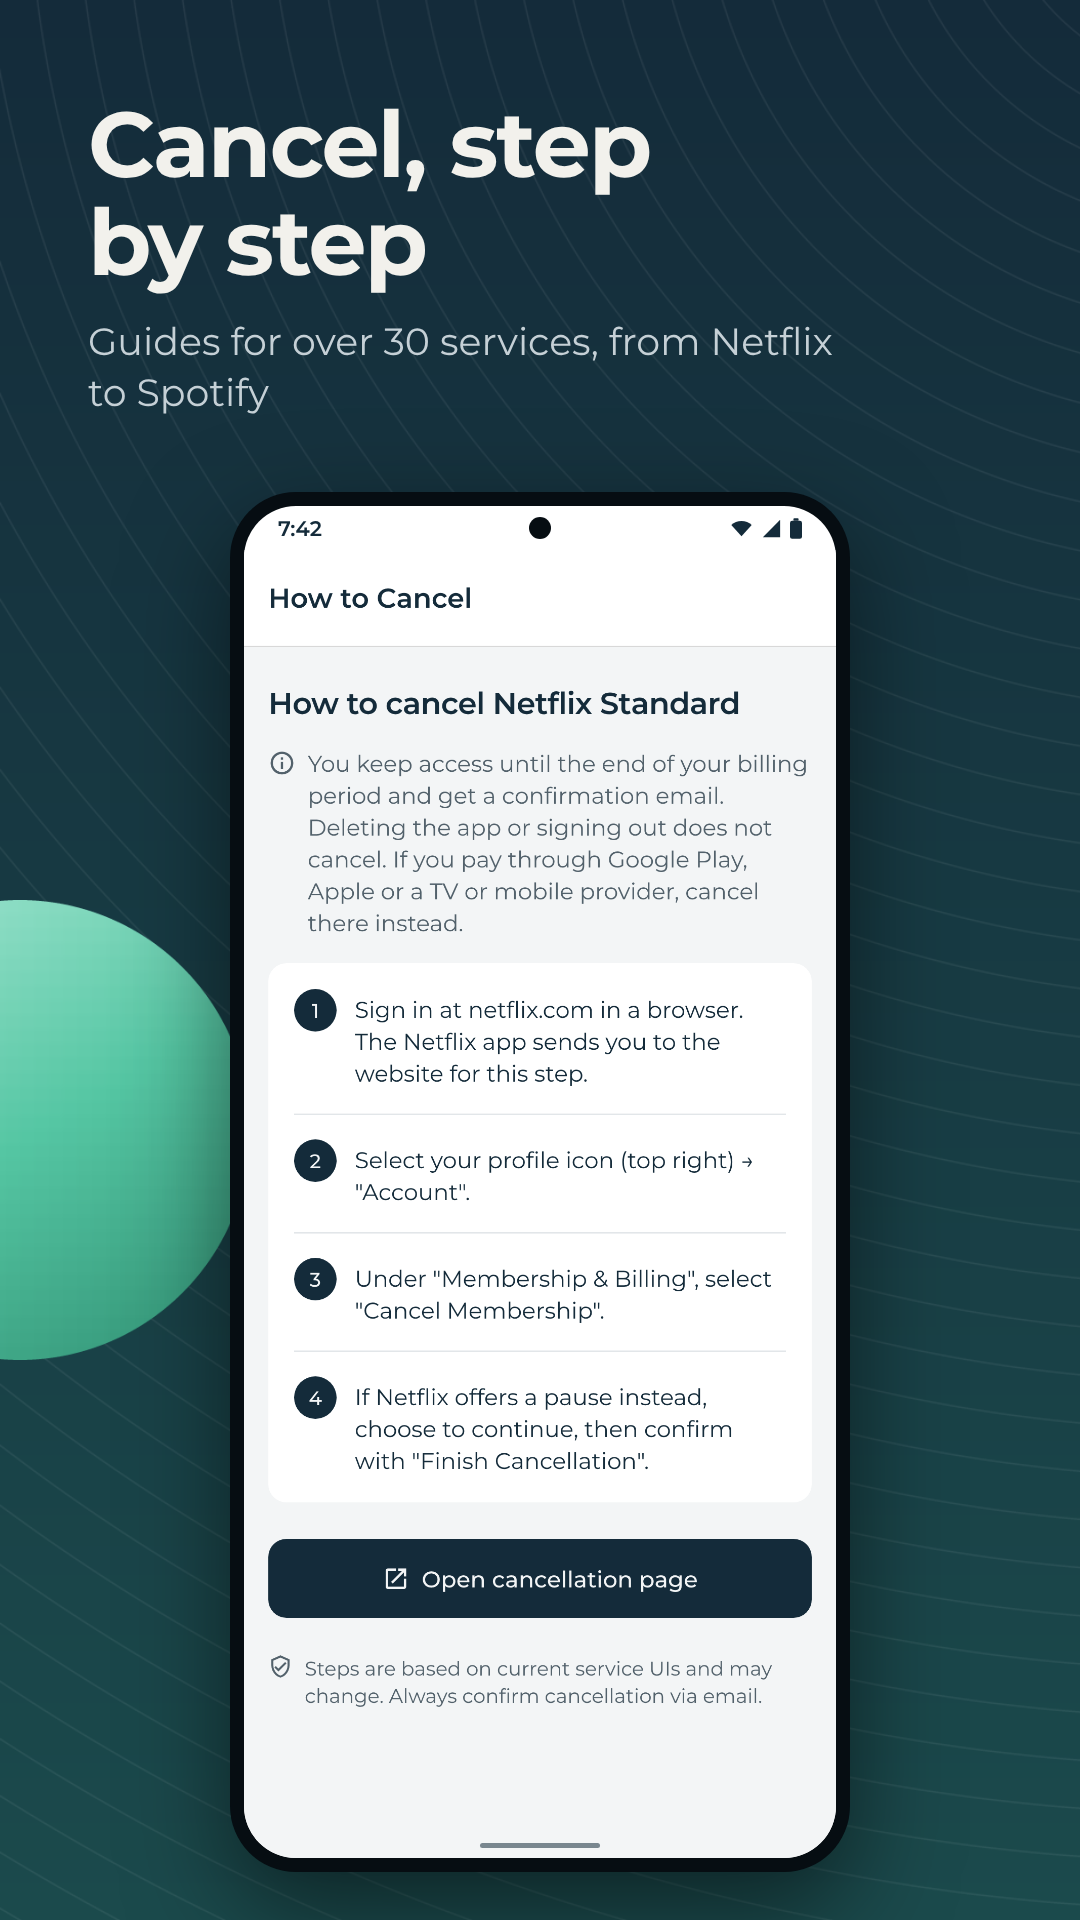 Cancel, step
by step
Guides for over 30 services, from Netflix
to Spotify
7:42
How to Cancel
How to cancel Netflix Standard
You keep access until the end of your billing
period and get a confirmation email.
Deleting the app or signing out does not
cancel. If you pay through Google Play,
Apple or a TV or mobile provider, cancel
there instead.
1 Sign in at netflix.com in a browser.
The Netflix app sends you to the
website for this step.
2 Select your profile icon (top right) →
"Account".
3 Under "Membership & Billing", select
"Cancel Membership".
4 If Netflix offers a pause instead,
choose to continue, then confirm
with "Finish Cancellation".
Open cancellation page
Steps are based on current service UIs and may
change. Always confirm cancellation via email.